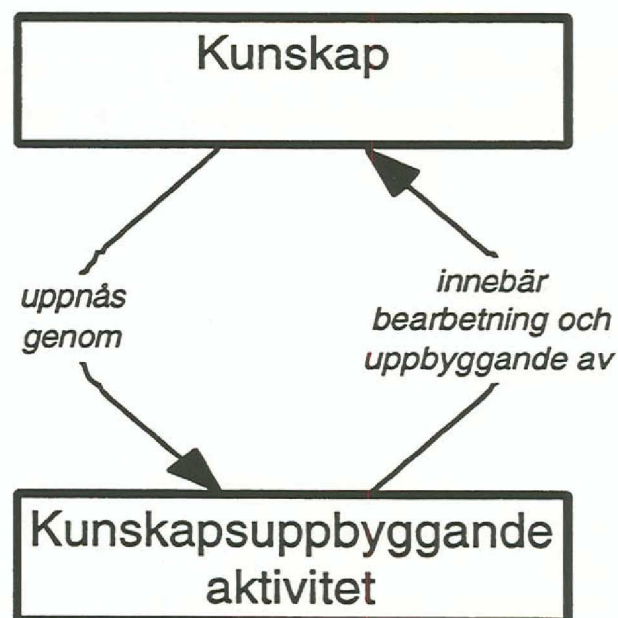 Kunskap
uppnås
genom
innebär
bearbetning och
uppbyggande av
Kunskapsuppbyggande
aktivitet